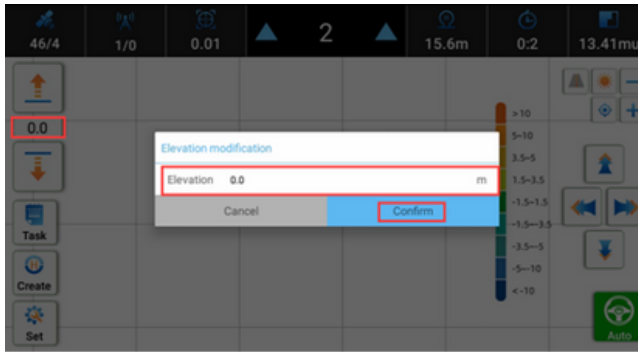 46/4 1/0 0.01 2 15.6m 0:2 13.41mu
0.0
Elevation modification
Elevation 0.0 m
Cancel Confirm
>10
5~10
3.5~5
1.5~3.5
-1.5~1.5
-1.5~-3.5
-3.5~-5
-5~-10
<-10
Task
Create
Set
Auto